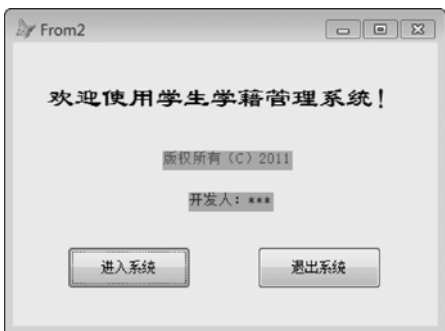 From2
欢迎使用学生学籍管理系统!
版权所有（C）2011
开发人：***
进入系统
退出系统